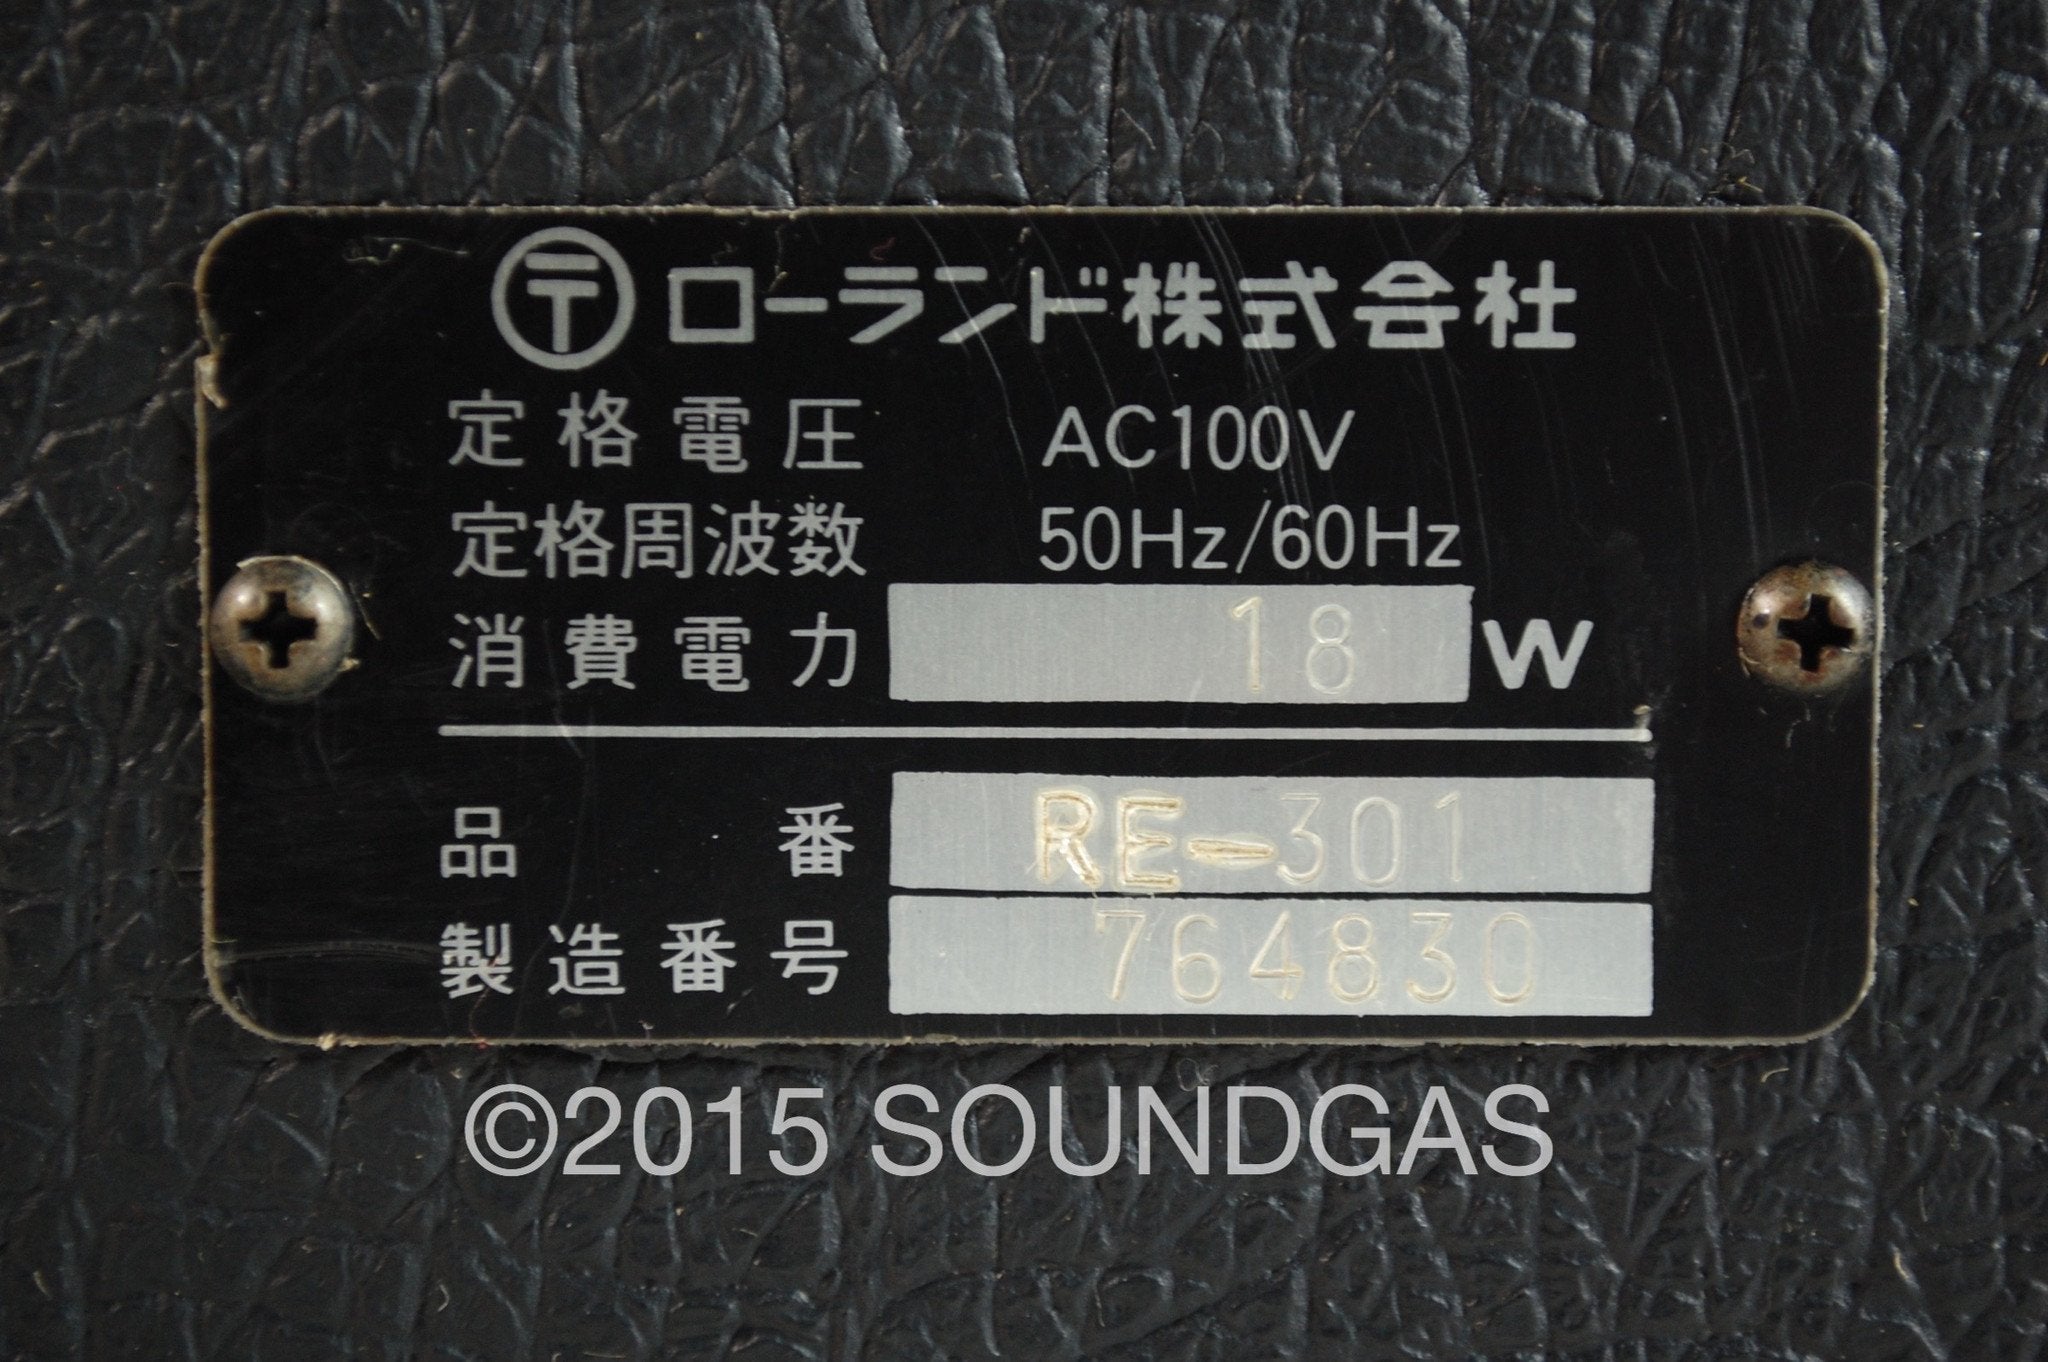 〒ローランド株式会社
定格電圧 AC100V
定格周波数 50Hz/60Hz
消費電力 18 W
品番 RE-301
製造番号 764830
©2015 SOUNDGAS